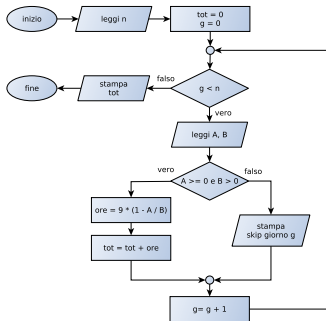 inizio
leggi n
tot = 0
g = 0
fine
stampa
tot
falso
g < n
vero
leggi A, B
vero
A >= 0 e B > 0
falso
ore = 9 * (1 - A / B)
tot = tot + ore
stampa
skip giorno g
g= g + 1